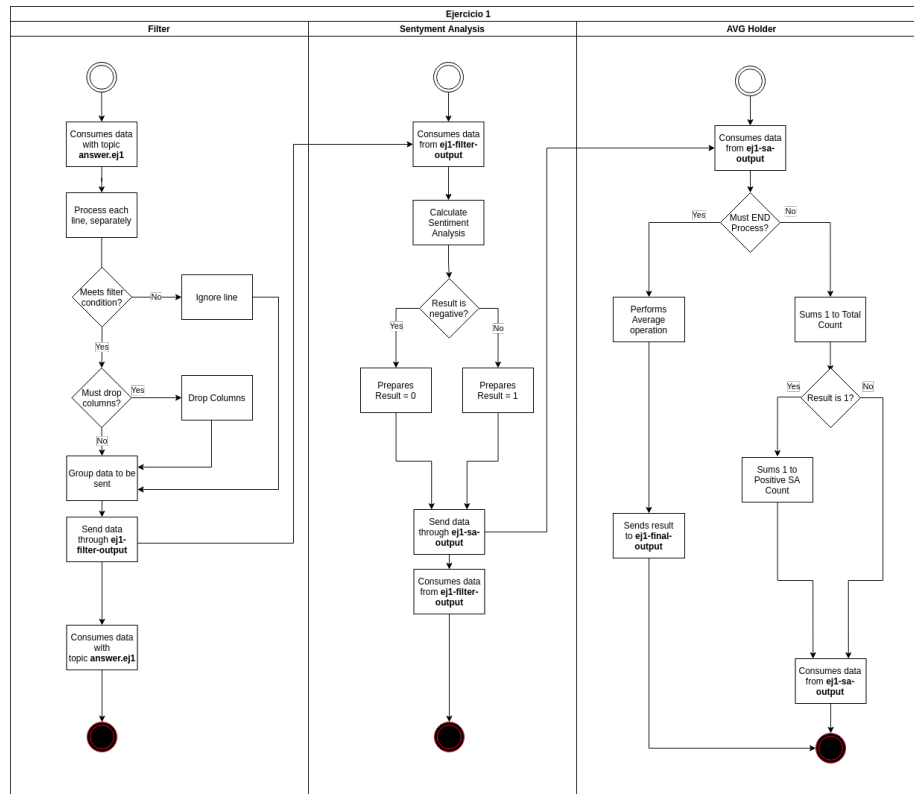 Ejercicio 1
Filter
Sentyment Analysis
AVG Holder
Consumes data
with topic
answer.ej1
Process each
line, separately
Meets filter
condition?
No
Ignore line
Yes
Must drop
columns?
Yes
Drop Columns
No
Group data to be
sent
Send data
through ej1-
filter-output
Consumes data
with
topic answer.ej1
Consumes data
from ej1-filter-
output
Calculate
Sentiment
Analysis
Result is
negative?
Yes
No
Prepares
Result = 0
Prepares
Result = 1
Send data
through ej1-sa-
output
Consumes data
from ej1-filter-
output
Consumes data
from ej1-sa-
output
Must END
Process?
Yes
No
Performs
Average
operation
Sends result
to ej1-final-
output
Sums 1 to Total
Count
Result is 1?
Yes
No
Sums 1 to
Positive SA
Count
Consumes data
from ej1-sa-
output